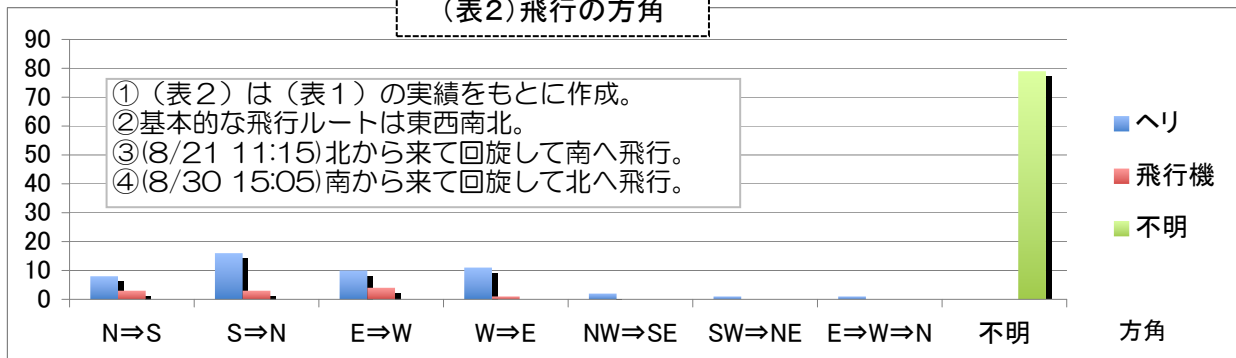 (表2)飛行の方角
90
80
70
60
50
40
30
20
10
0
①（表２）は（表１）の実績をもとに作成。
②基本的な飛行ルートは東西南北。
③(8/21 11:15)北から来て回旋して南へ飛行。
④(8/30 15:05)南から来て回旋して北へ飛行。
ヘリ
飛行機
不明
N⇒S S⇒N E⇒W W⇒E NW⇒SE SW⇒NE E⇒W⇒N 不明 方角